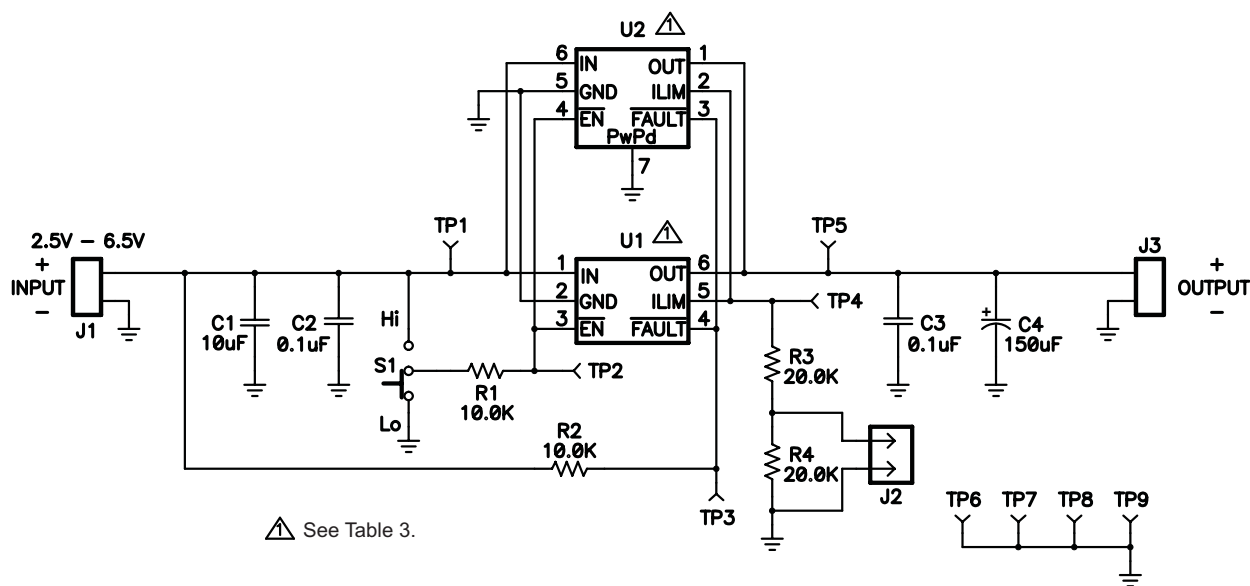 U2 1
6 IN OUT 1
5 GND ILIM 2
4 EN FAULT 3
PwPd
7
TP1
TP5
2.5V – 6.5V
U1 1
J3
+
INPUT
-
J1
1 IN OUT 6
2 GND ILIM 5
3 EN FAULT 4
TP4
+
OUTPUT
-
C1
10uF
C2
0.1uF
Hi
S1
Lo
R1
10.0K
TP2
R3
20.0K
C3
0.1uF
+
C4
150uF
R2
10.0K
R4
20.0K
J2
TP3
TP6 TP7 TP8 TP9
1 See Table 3.